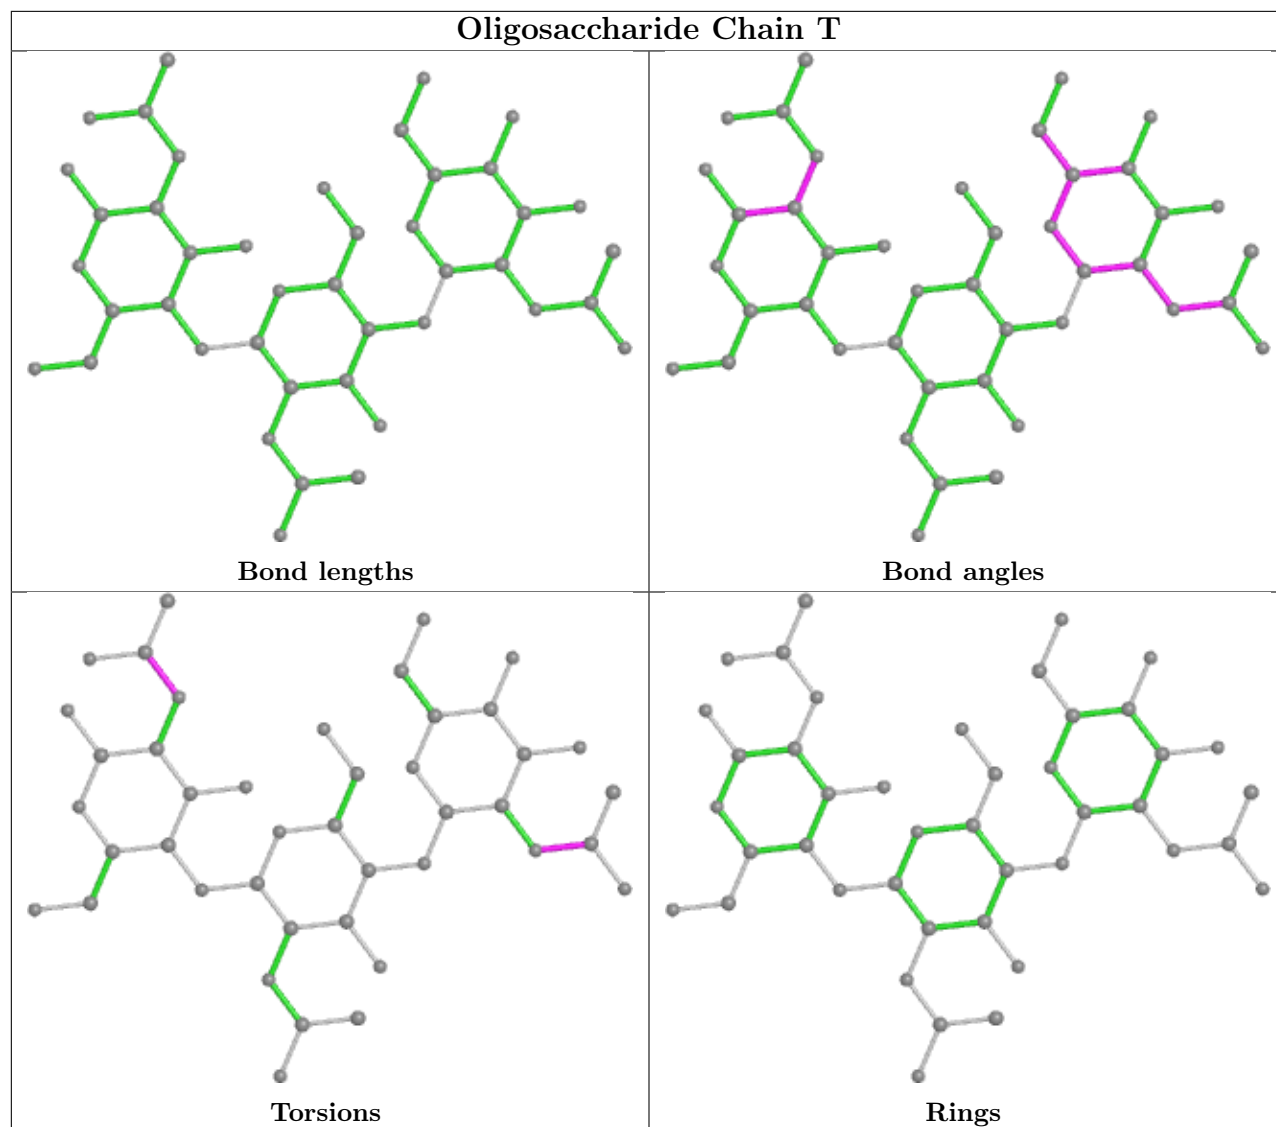 Oligosaccharide Chain T
Bond lengths
Bond angles
Torsions
Rings